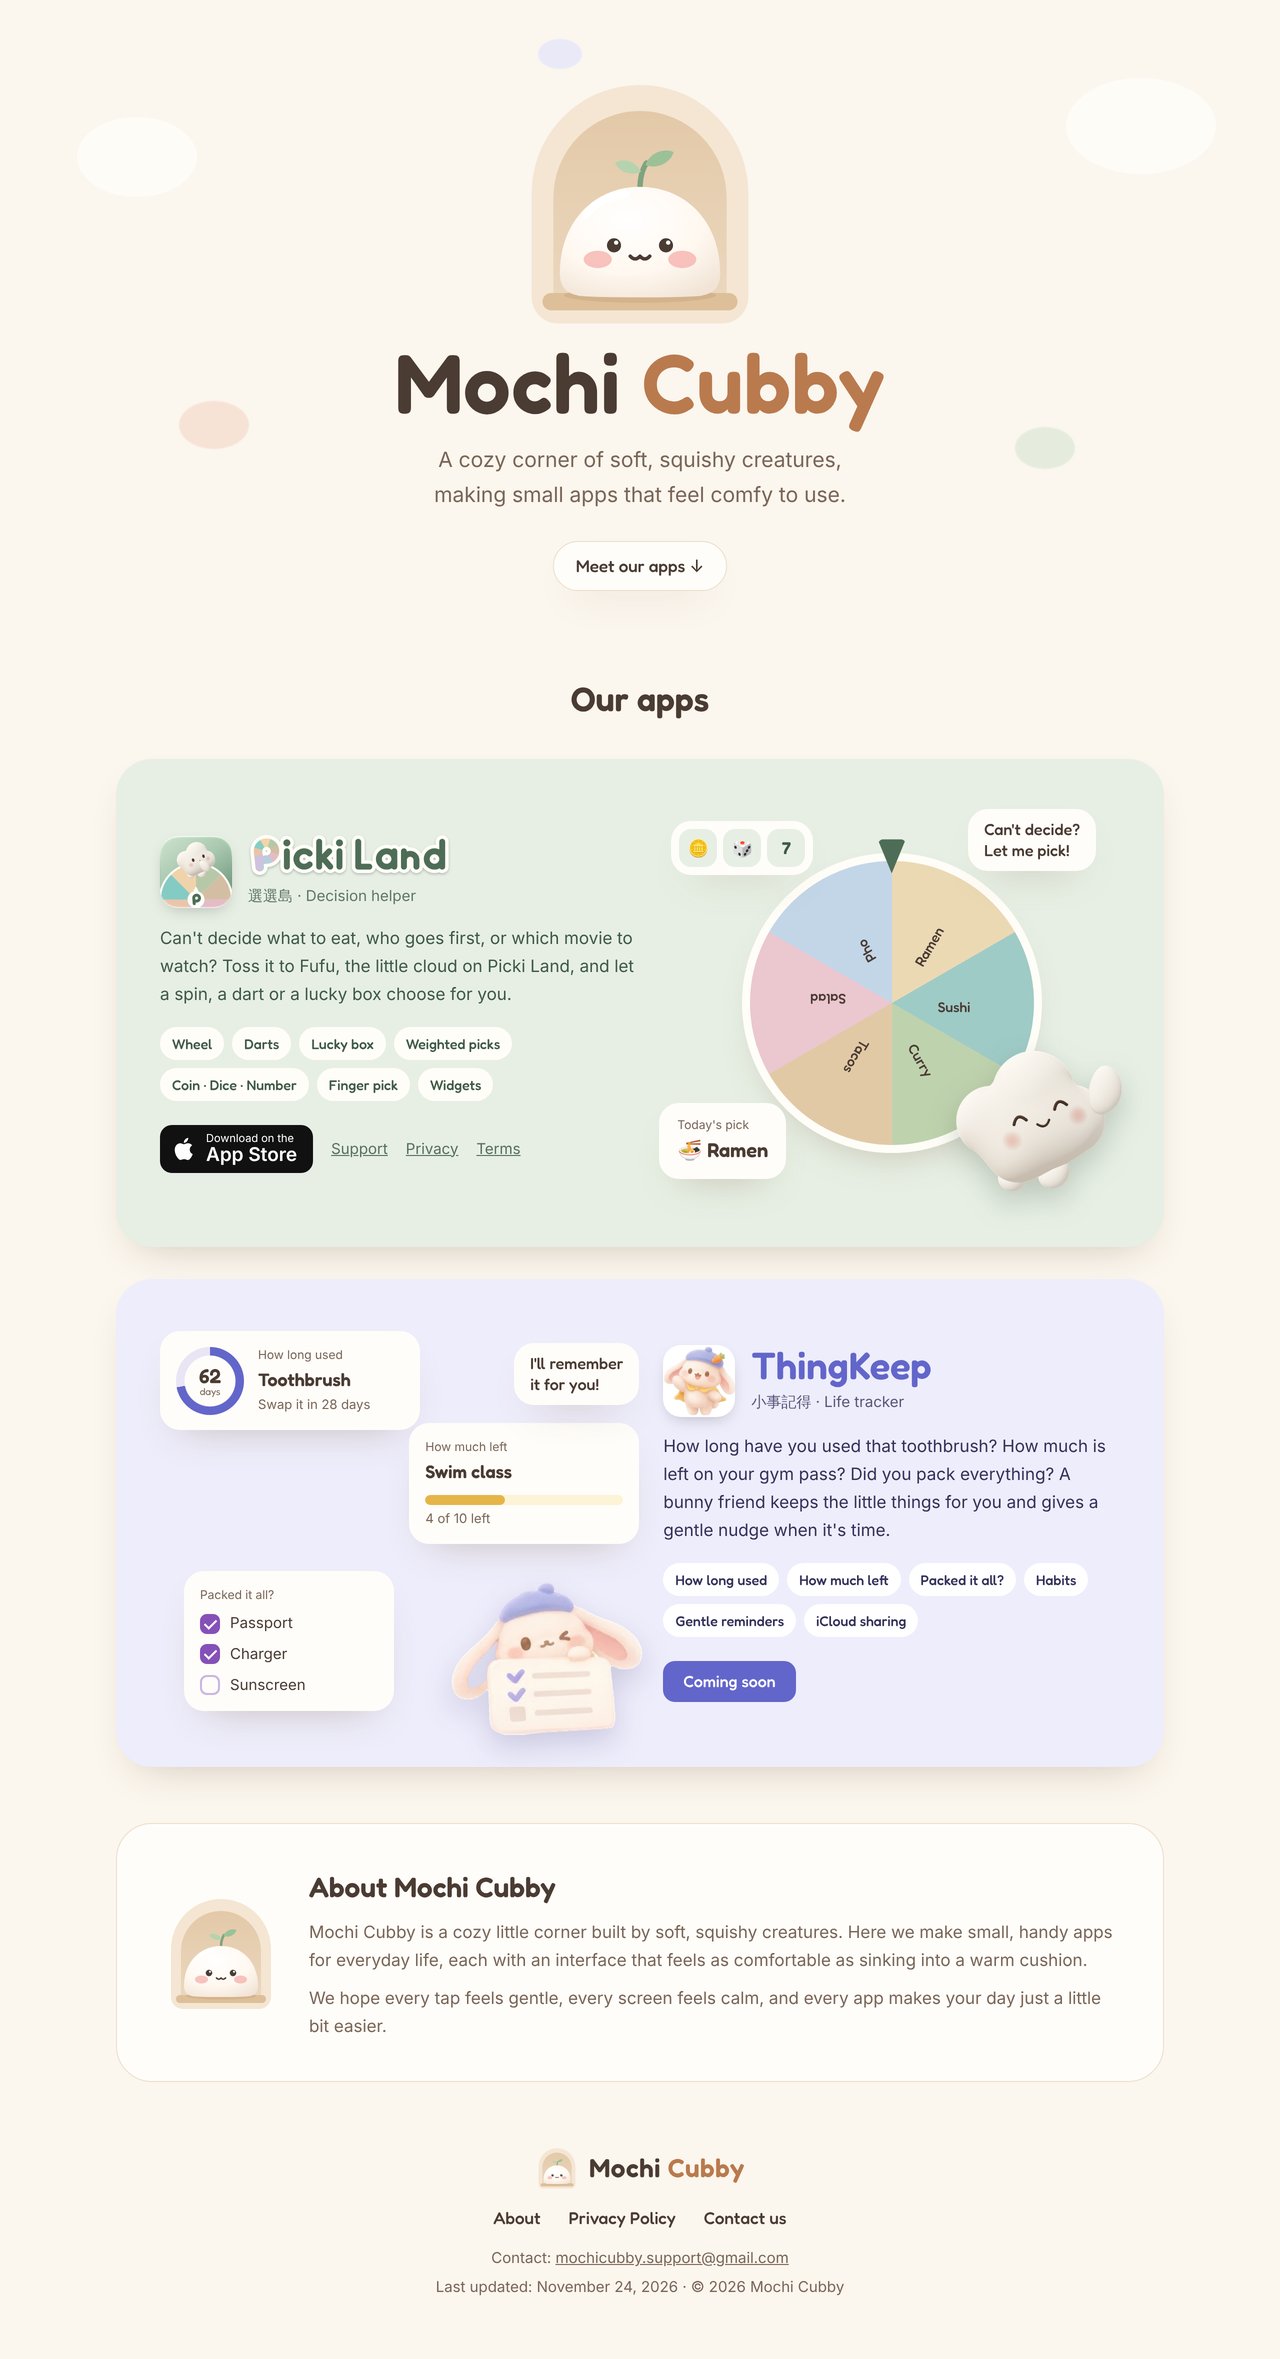 Mochi Cubby
A cozy corner of soft, squishy creatures,
making small apps that feel comfy to use.
Meet our apps ↓
Our apps
P
Picki Land
選選島 · Decision helper
Can't decide what to eat, who goes first, or which movie to
watch? Toss it to Fufu, the little cloud on Picki Land, and let
a spin, a dart or a lucky box choose for you.
Wheel
Darts
Lucky box
Weighted picks
Coin · Dice · Number
Finger pick
Widgets
Download on the
App Store
Support
Privacy
Terms
7
Can't decide?
Let me pick!
Ramen
Sushi
Curry
Tacos
Salad
Pho
Today's pick
🍜 Ramen
62
days
How long used
Toothbrush
Swap it in 28 days
I'll remember
it for you!
How much left
Swim class
4 of 10 left
Packed it all?
Passport
Charger
Sunscreen
ThingKeep
小事記得 · Life tracker
How long have you used that toothbrush? How much is
left on your gym pass? Did you pack everything? A
bunny friend keeps the little things for you and gives a
gentle nudge when it's time.
How long used
How much left
Packed it all?
Habits
Gentle reminders
iCloud sharing
Coming soon
About Mochi Cubby
Mochi Cubby is a cozy little corner built by soft, squishy creatures. Here we make small, handy apps
for everyday life, each with an interface that feels as comfortable as sinking into a warm cushion.
We hope every tap feels gentle, every screen feels calm, and every app makes your day just a little
bit easier.
Mochi Cubby
About
Privacy Policy
Contact us
Contact: mochicubby.support@gmail.com
Last updated: November 24, 2026 · © 2026 Mochi Cubby